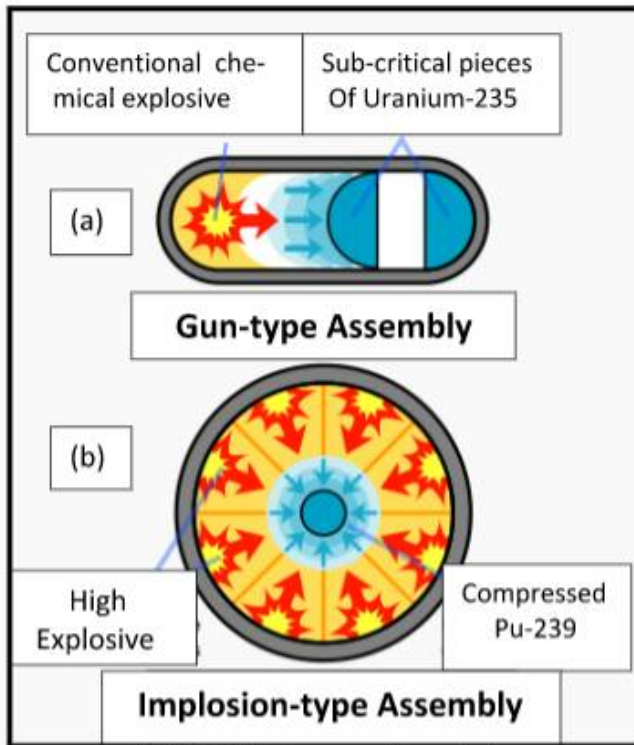 Conventional che-
mical explosive
Sub-critical pieces
Of Uranium-235
(a)
Gun-type Assembly
(b)
High
Explosive
Compressed
Pu-239
Implosion-type Assembly